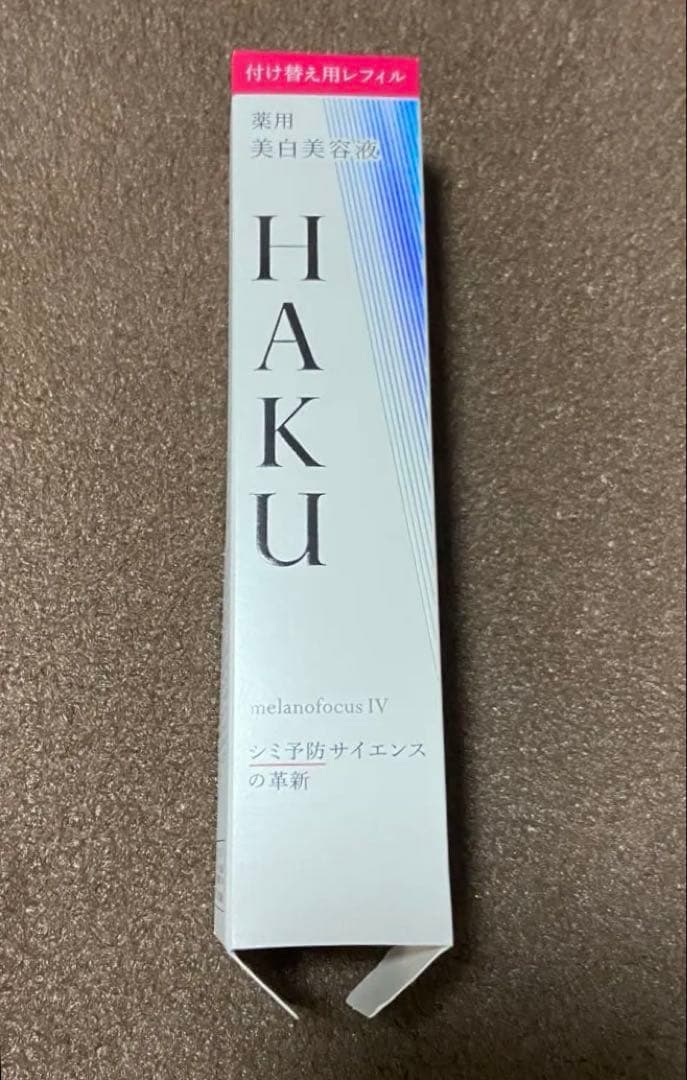 付け替え用レフィル
薬用
美白美容液
HAKU
melanofocus IV
シミ予防サイエンス
の革新